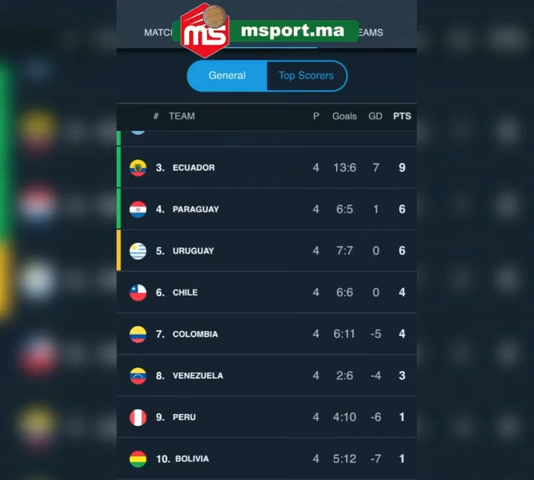 MATC EAMS
ms msport.ma
General Top Scorers
# TEAM P Goals GD PTS
3. ECUADOR 4 13:6 7 9
4. PARAGUAY 4 6:5 1 6
5. URUGUAY 4 7:7 0 6
6. CHILE 4 6:6 0 4
7. COLOMBIA 4 6:11 -5 4
8. VENEZUELA 4 2:6 -4 3
9. PERU 4 4:10 -6 1
10. BOLIVIA 4 5:12 -7 1